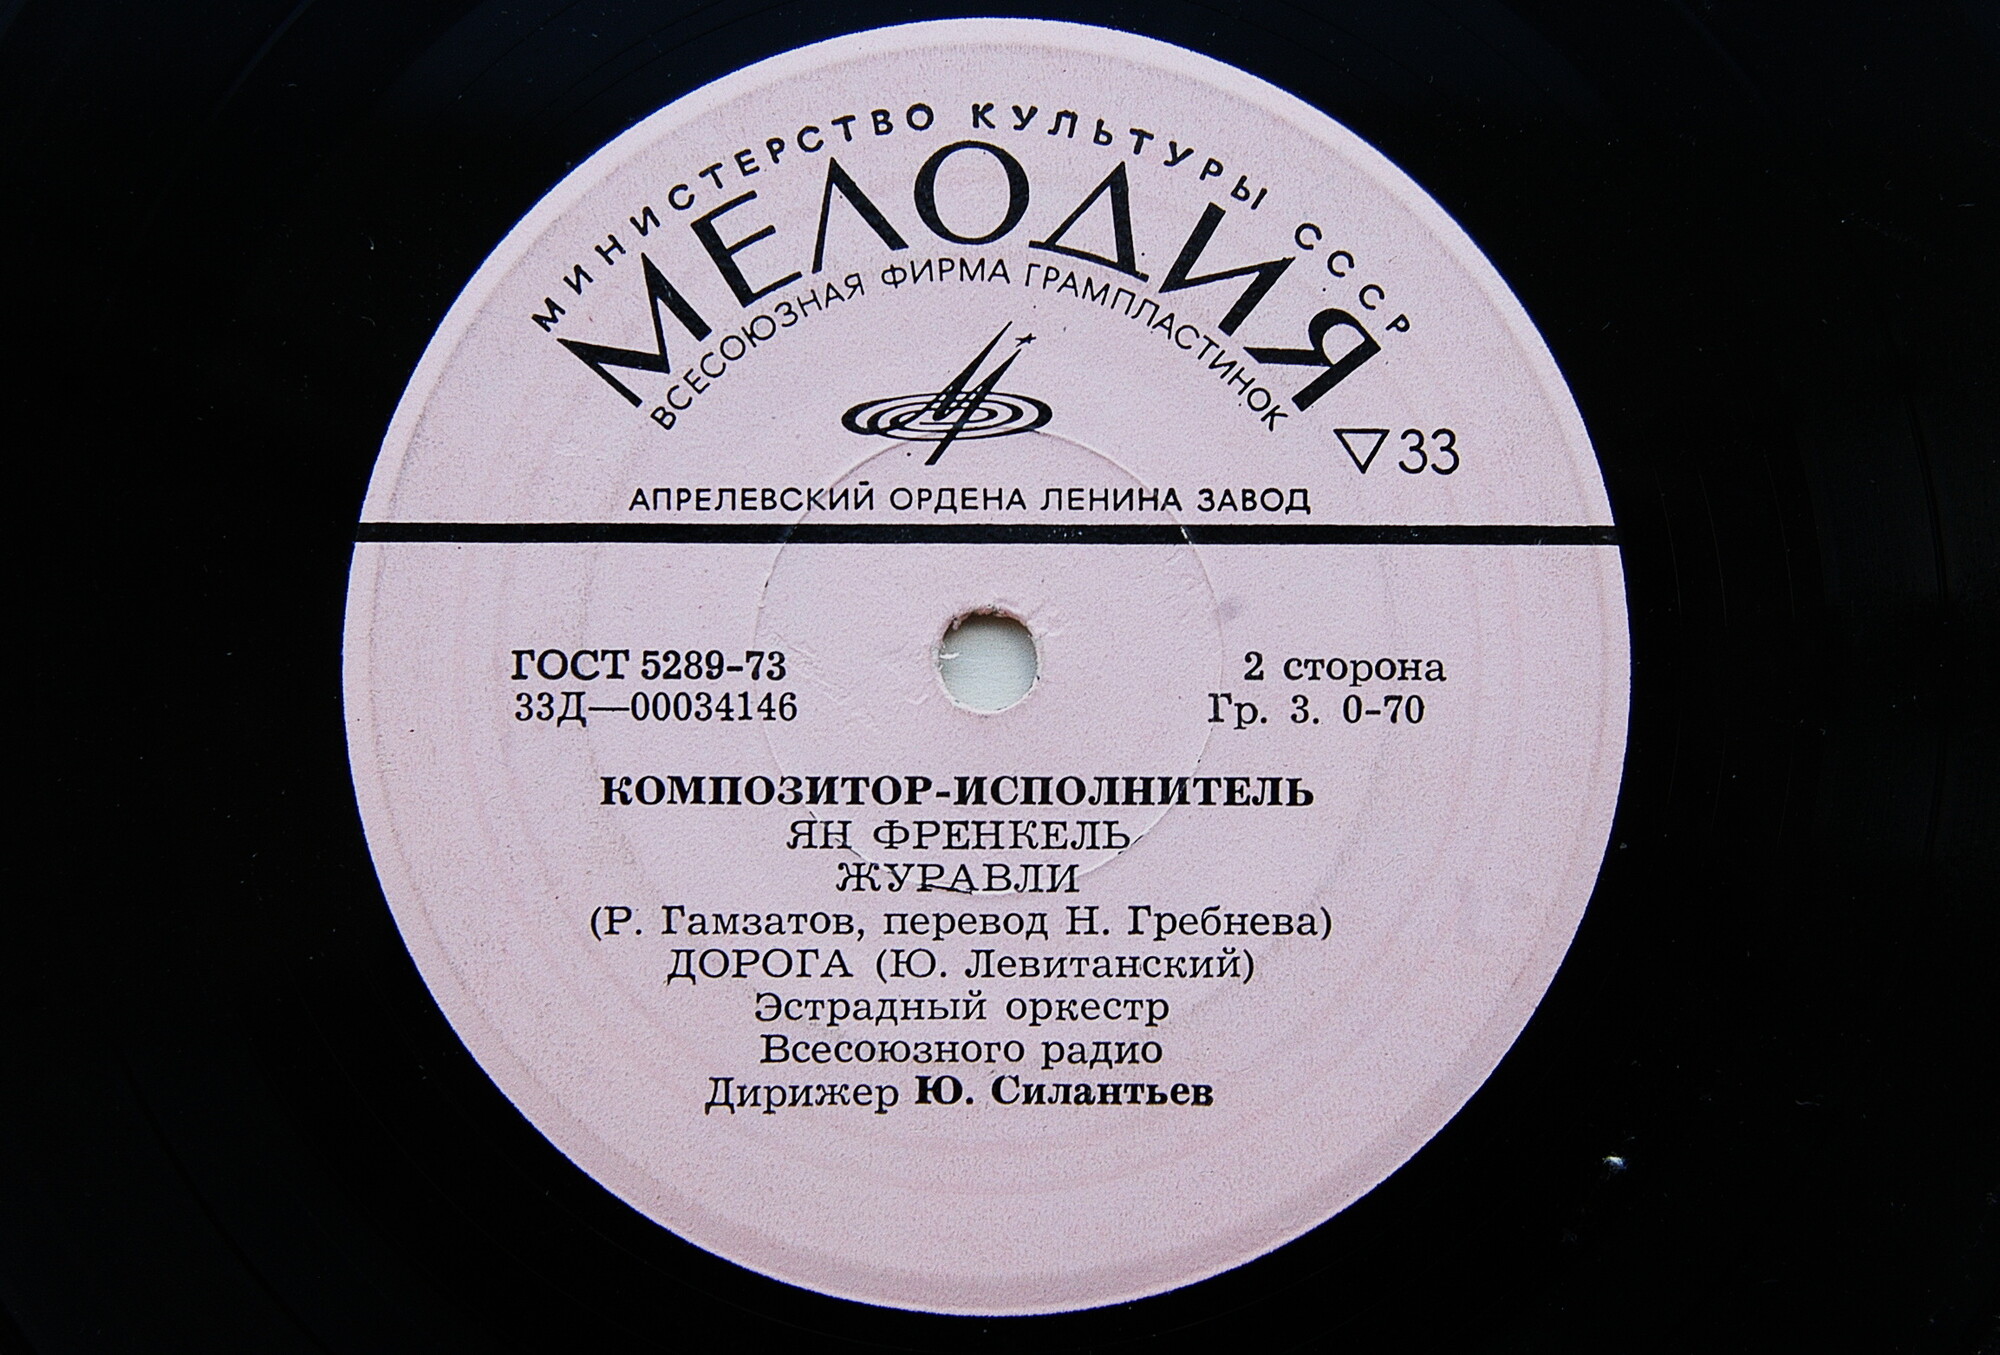 МИНИСТЕРСТВО КУЛЬТУРЫ СССР
МЕЛОДИЯ
ВСЕСОЮЗНАЯ ФИРМА ГРАМПЛАСТИНОК
33
АПРЕЛЕВСКИЙ ОРДЕНА ЛЕНИНА ЗАВОД
ГОСТ 5289-73
33Д—00034146
2 сторона
Гр. 3. 0-70
КОМПОЗИТОР-ИСПОЛНИТЕЛЬ
ЯН ФРЕНКЕЛЬ
ЖУРАВЛИ
(Р. Гамзатов, перевод Н. Гребнева)
ДОРОГА (Ю. Левитанский)
Эстрадный оркестр
Всесоюзного радио
Дирижер Ю. Силантьев